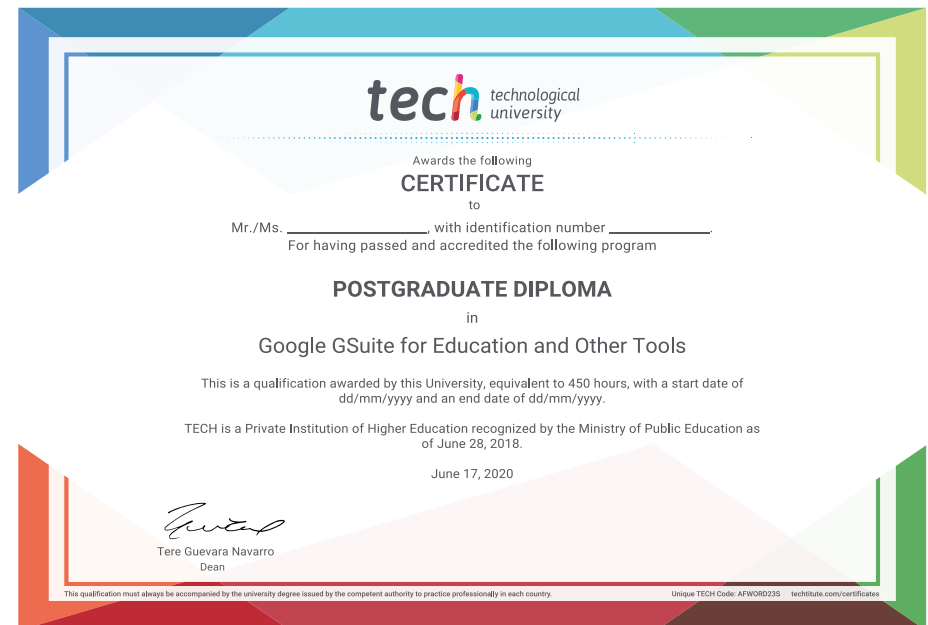 tech technological
university
Awards the following
CERTIFICATE
to
Mr./Ms. ____________________, with identification number ______________.
For having passed and accredited the following program
POSTGRADUATE DIPLOMA
in
Google GSuite for Education and Other Tools
This is a qualification awarded by this University, equivalent to 450 hours, with a start date of
dd/mm/yyyy and an end date of dd/mm/yyyy.
TECH is a Private Institution of Higher Education recognized by the Ministry of Public Education as
of June 28, 2018.
June 17, 2020
Tere Guevara Navarro
Dean
This qualification must always be accompanied by the university degree issued by the competent authority to practice professionally in each country. Unique TECH Code: AFWORD23S techtitute.com/certificates